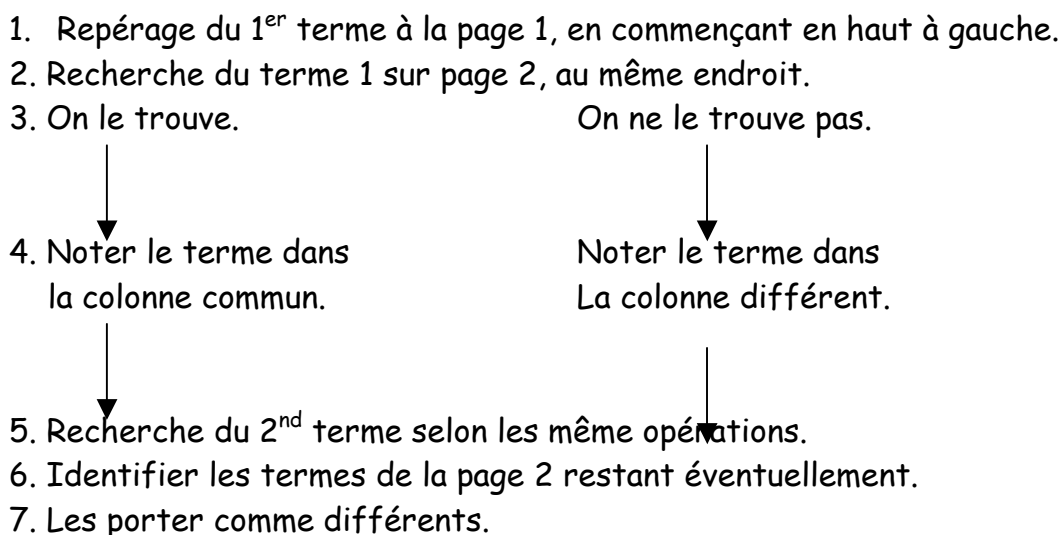 1. Repérage du 1er terme à la page 1, en commençant en haut à gauche.
2. Recherche du terme 1 sur page 2, au même endroit.
3. On le trouve. On ne le trouve pas.
4. Noter le terme dans Noter le terme dans
la colonne commun. La colonne différent.
5. Recherche du 2nd terme selon les même opérations.
6. Identifier les termes de la page 2 restant éventuellement.
7. Les porter comme différents.